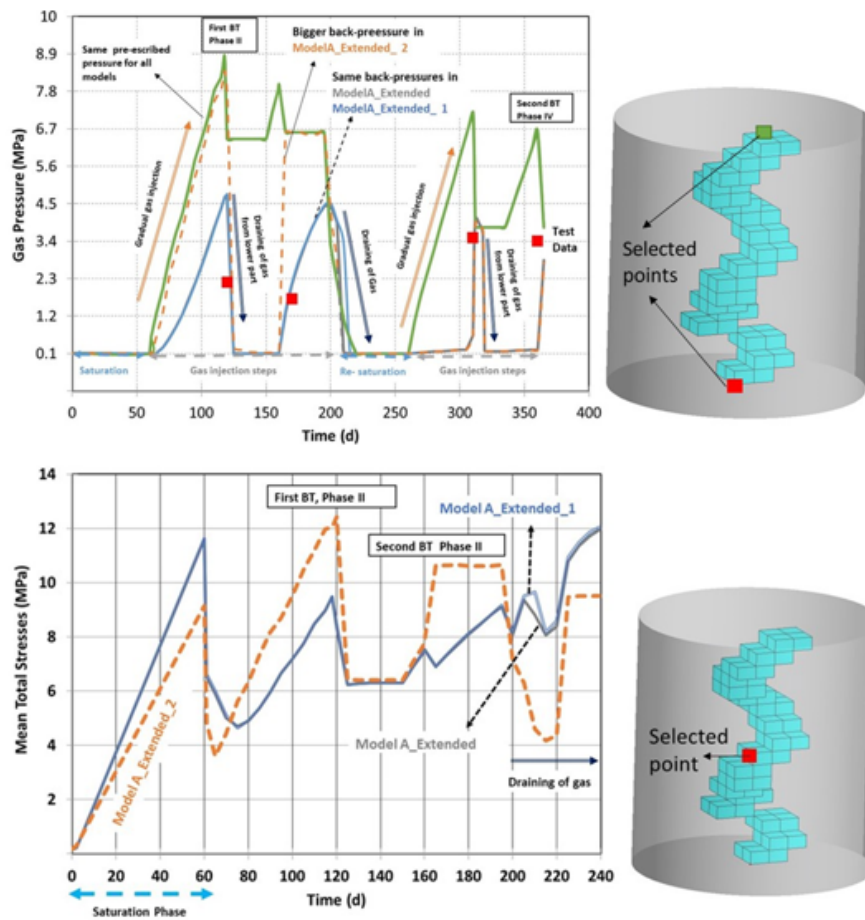 Gas Pressure (MPa)
10
8.9
7.8
6.7
5.6
4.5
3.4
2.3
1.2
0.1
First BT
Phase II
Same pre-escribed
pressure for all
models
Bigger back-preessure in
ModelA_Extended_ 2
Same back-pressures in
ModelA_Extended
ModelA_Extended_ 1
Second BT
Phase IV
Gradual gas injection
Draining of gas
from lower part
Draining of Gas
Gradual gas injection
Draining of gas
from lower part
Test
Data
Saturation
Gas injection steps
Re- saturation
Gas injection steps
0 50 100 150 200 250 300 350 400
Time (d)
Selected
points
Mean Total Stresses (MPa)
14
12
10
8
6
4
2
First BT, Phase II
Model A_Extended_1
Second BT Phase II
Model A_Extended_2
Model A_Extended
Draining of gas
0 20 40 60 80 100 120 140 160 180 200 220 240
Time (d)
Saturation Phase
Selected
point